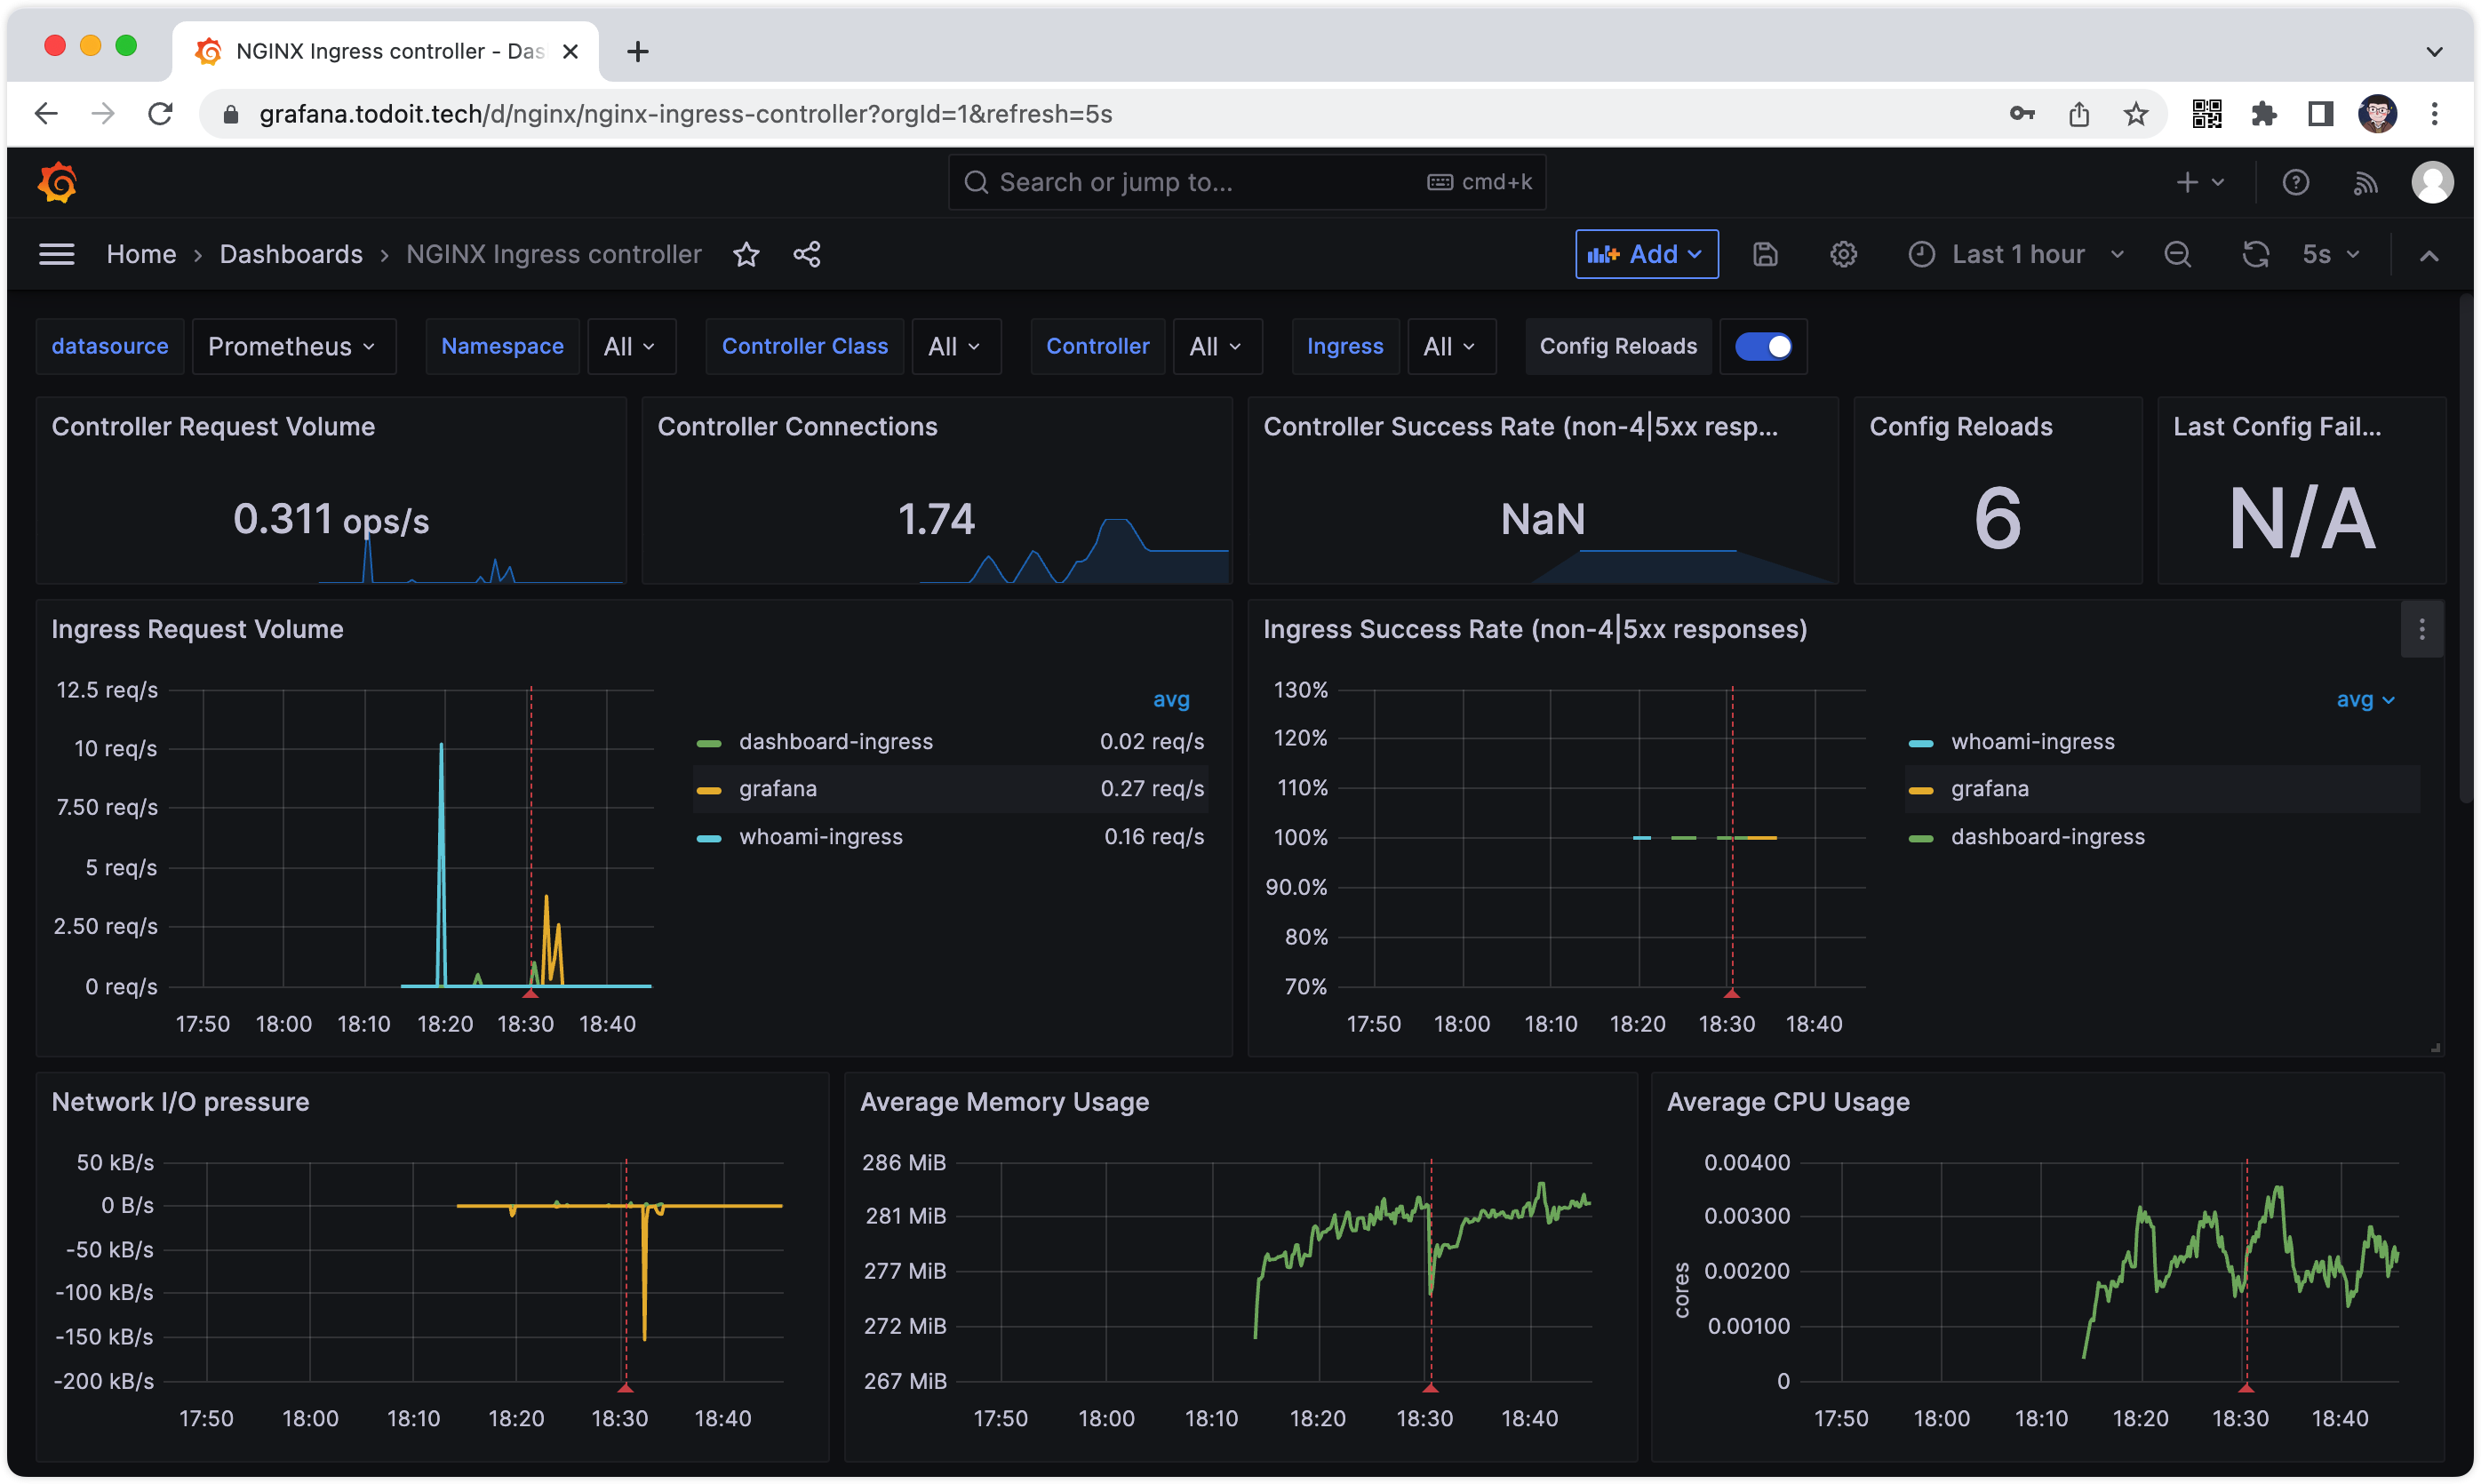 NGINX Ingress controller - Das
grafana.todoit.tech/d/nginx/nginx-ingress-controller?orgId=1&refresh=5s
Search or jump to... cmd+k
Home › Dashboards › NGINX Ingress controller Add Last 1 hour 5s
datasource Prometheus Namespace All Controller Class All Controller All Ingress All Config Reloads
Controller Request Volume
0.311 ops/s
Controller Connections
1.74
Controller Success Rate (non-4|5xx resp...
NaN
Config Reloads
6
Last Config Fail...
N/A
Ingress Request Volume
12.5 req/s
10 req/s
7.50 req/s
5 req/s
2.50 req/s
0 req/s
17:50 18:00 18:10 18:20 18:30 18:40
avg
dashboard-ingress 0.02 req/s
grafana 0.27 req/s
whoami-ingress 0.16 req/s
Ingress Success Rate (non-4|5xx responses)
130%
120%
110%
100%
90.0%
80%
70%
17:50 18:00 18:10 18:20 18:30 18:40
avg
whoami-ingress
grafana
dashboard-ingress
Network I/O pressure
50 kB/s
0 B/s
-50 kB/s
-100 kB/s
-150 kB/s
-200 kB/s
17:50 18:00 18:10 18:20 18:30 18:40
Average Memory Usage
286 MiB
281 MiB
277 MiB
272 MiB
267 MiB
17:50 18:00 18:10 18:20 18:30 18:40
Average CPU Usage
cores
0.00400
0.00300
0.00200
0.00100
0
17:50 18:00 18:10 18:20 18:30 18:40